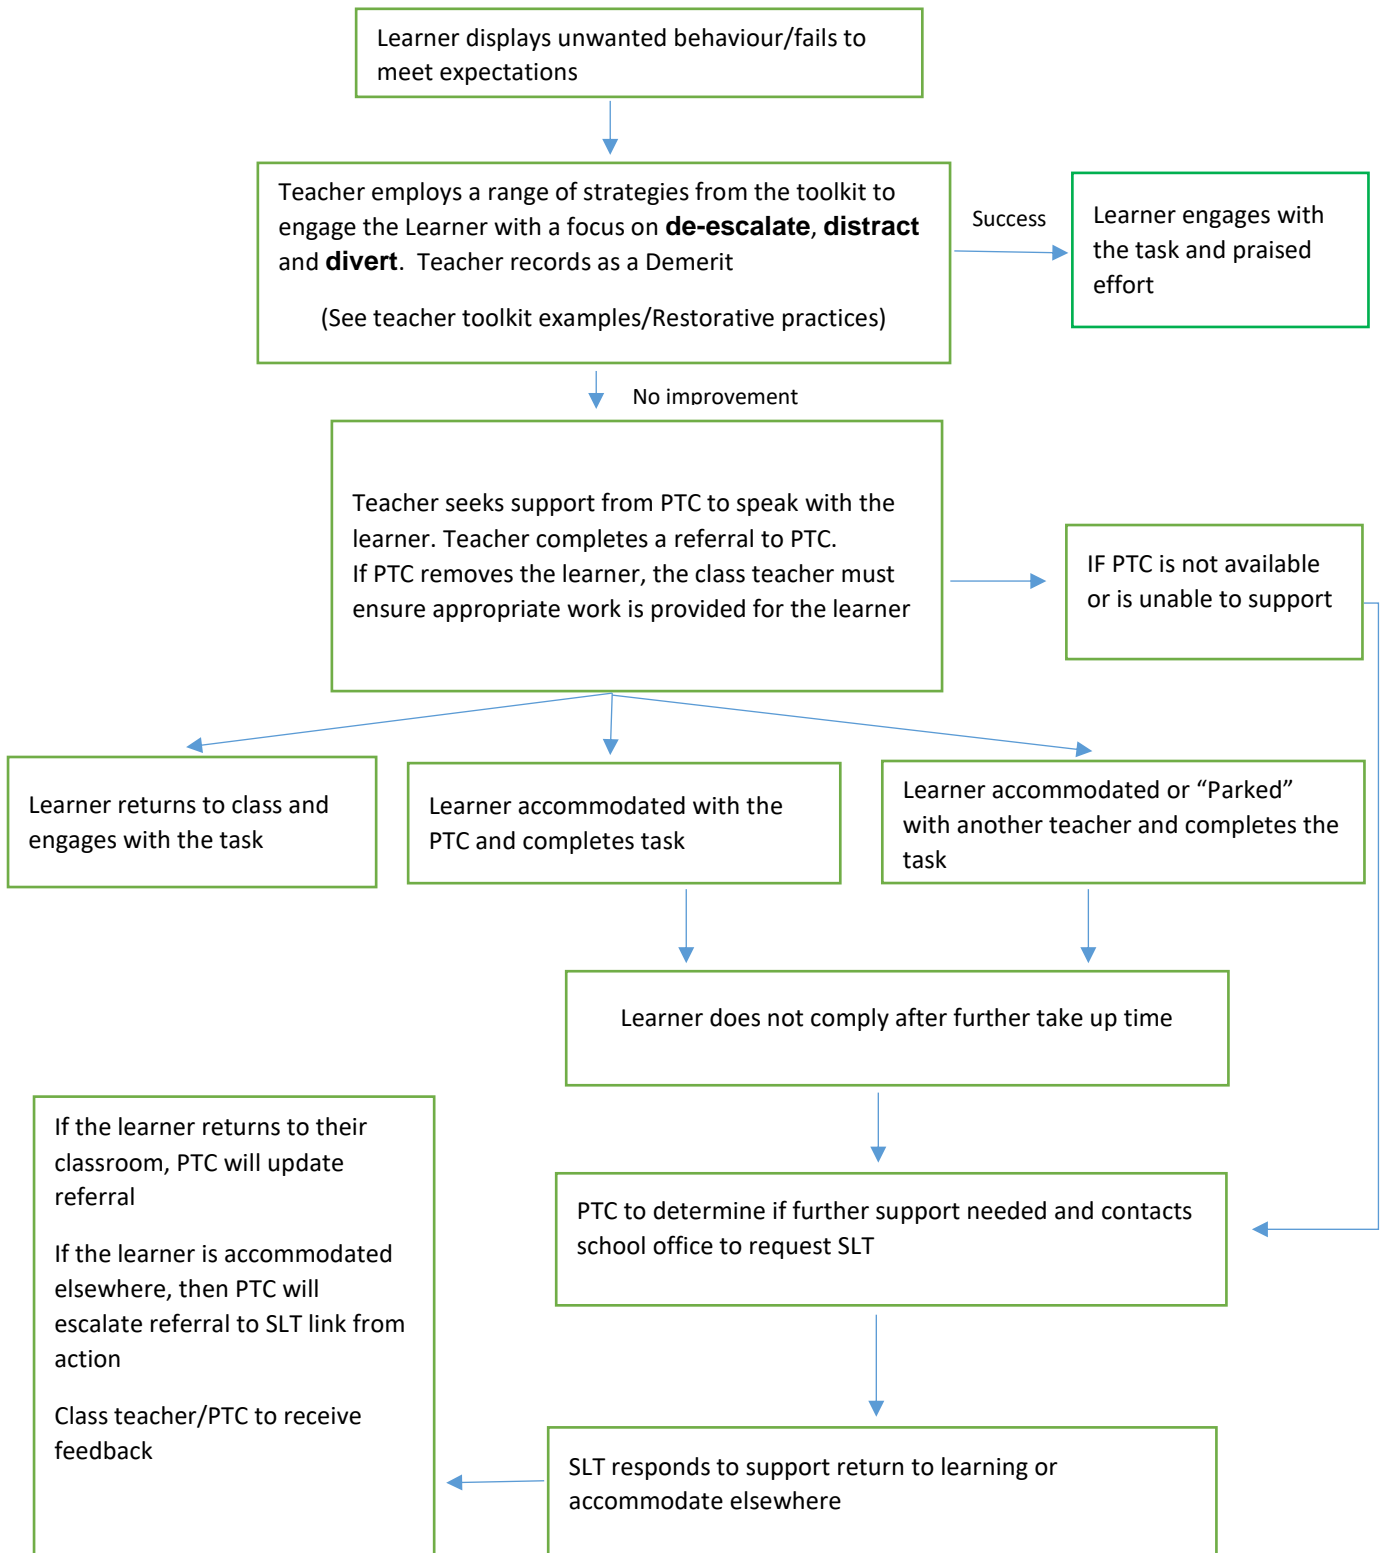 Learner displays unwanted behaviour/fails to
meet expectations
Teacher employs a range of strategies from the toolkit to
engage the Learner with a focus on de-escalate, distract
and divert. Teacher records as a Demerit
(See teacher toolkit examples/Restorative practices)
Success
Learner engages with
the task and praised
effort
No improvement
Teacher seeks support from PTC to speak with the
learner. Teacher completes a referral to PTC.
If PTC removes the learner, the class teacher must
ensure appropriate work is provided for the learner
IF PTC is not available
or is unable to support
Learner returns to class and
engages with the task
Learner accommodated with the
PTC and completes task
Learner accommodated or “Parked”
with another teacher and completes the
task
Learner does not comply after further take up time
PTC to determine if further support needed and contacts
school office to request SLT
SLT responds to support return to learning or
accommodate elsewhere
If the learner returns to their
classroom, PTC will update
referral
If the learner is accommodated
elsewhere, then PTC will
escalate referral to SLT link from
action
Class teacher/PTC to receive
feedback